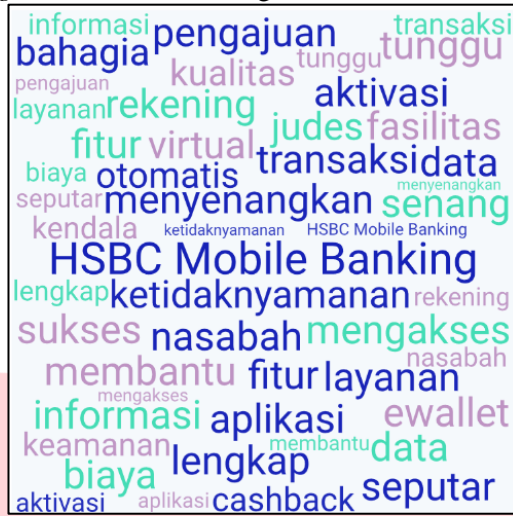 informasi transaksi
bahagia pengajuan tunggu tunggu
pengajuan kualitas aktivasi
layanan rekening judes fasilitas
fitur virtual transaksi data
biaya otomatis menyenangkan
seputar menyenangkan senang
kendala ketidaknyamanan HSBC Mobile Banking
HSBC Mobile Banking
lengkap ketidaknyamanan rekening
sukses nasabah mengakses
membantu fitur layanan nasabah
mengakses
informasi aplikasi ewallet
keamanan lengkap membantu data
biaya seputar
aktivasi aplikasi cashback